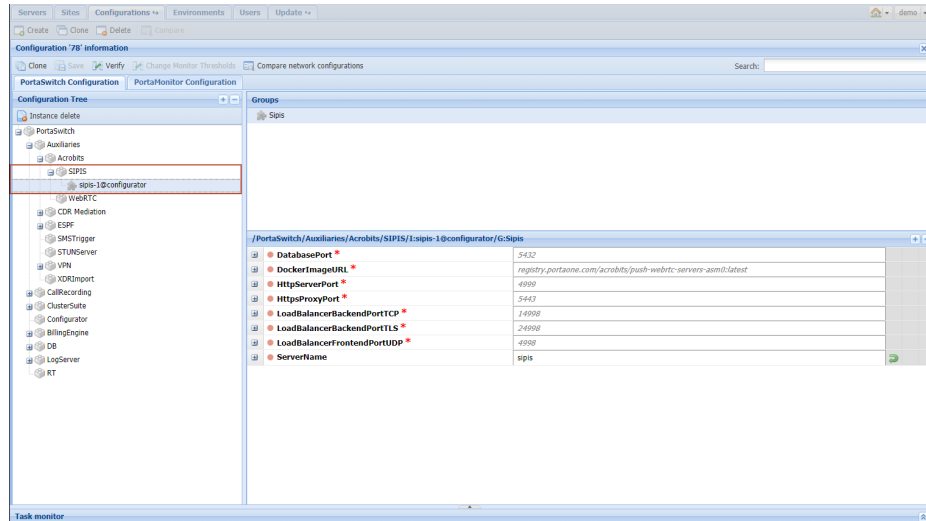 Servers Sites Configurations Environments Users Update demo
Create Clone Delete Compare
Configuration '78' information
Clone Save Verify Change Monitor Thresholds Compare network configurations Search:
PortaSwitch Configuration PortaMonitor Configuration
Configuration Tree
Groups
Instance delete
Sipis
PortaSwitch
Auxiliaries
Acrobits
SIPIS
sipis-1@configurator
WebRTC
CDR Mediation
ESPF
SMSTrigger
STUNServer
VPN
XDRImport
CallRecording
ClusterSuite
Configurator
BillingEngine
DB
LogServer
RT
/PortaSwitch/Auxiliaries/Acrobits/SIPIS/I:sipis-1@configurator/G:Sipis
DatabasePort * 5432
DockerImageURL * registry.portaone.com/acrobits/push-webrtc-servers-asm0:latest
HttpServerPort * 4999
HttpsProxyPort * 5443
LoadBalancerBackendPortTCP * 14998
LoadBalancerBackendPortTLS * 24998
LoadBalancerFrontendPortUDP * 4998
ServerName sipis
Task monitor